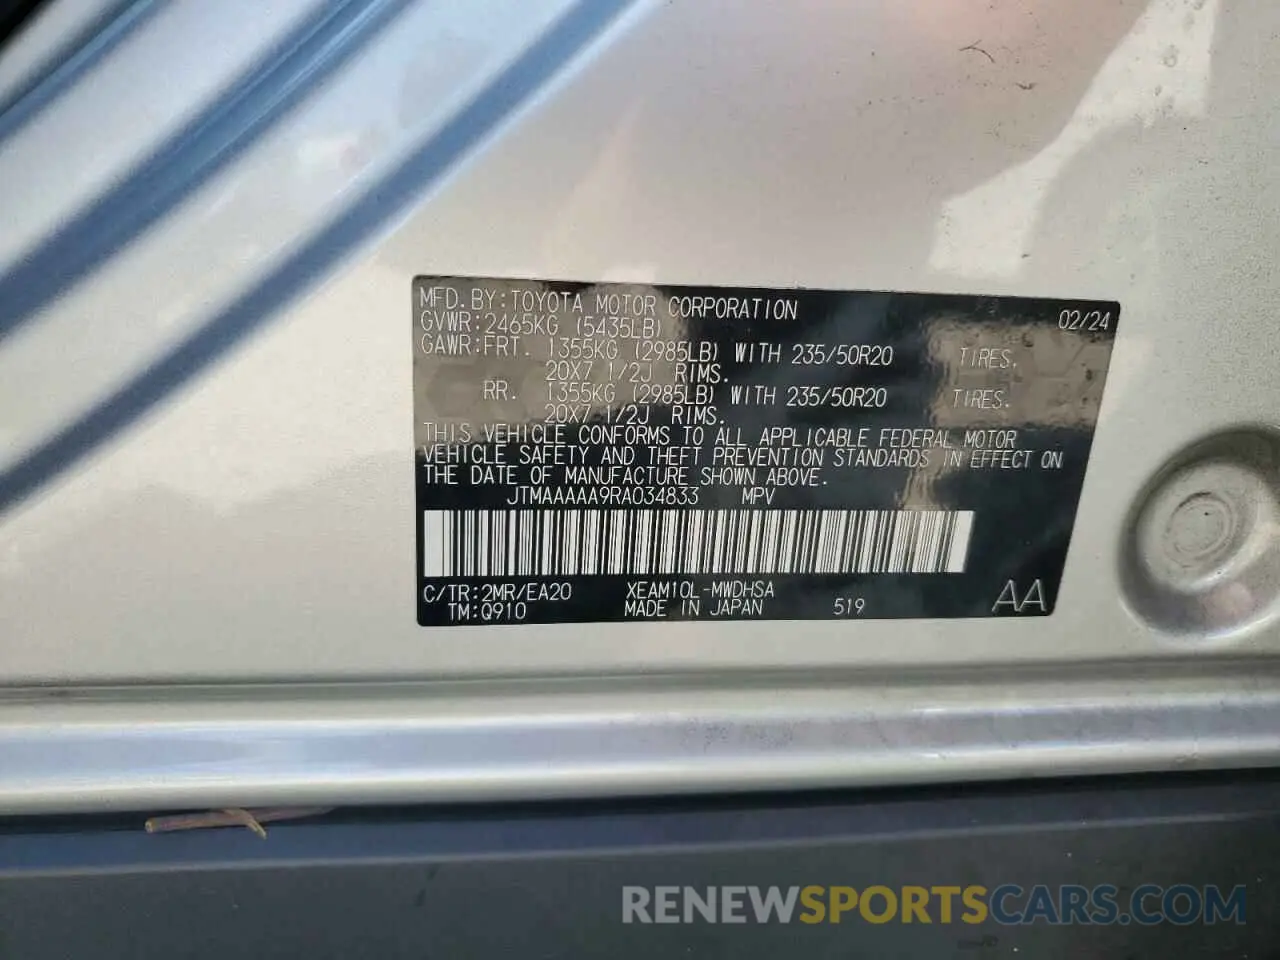 MFD. BY:TOYOTA MOTOR CORPORATION 02/24
GVWR:2465KG (5435LB)
GAWR:FRT. 1355KG (2985LB) WITH 235/50R20 TIRES.
20X7 1/2J RIMS.
RR. 1355KG (2985LB) WITH 235/50R20 TIRES.
20X7 1/2J RIMS.
THIS VEHICLE CONFORMS TO ALL APPLICABLE FEDERAL MOTOR
VEHICLE SAFETY AND THEFT PREVENTION STANDARDS IN EFFECT ON
THE DATE OF MANUFACTURE SHOWN ABOVE.
JTMAAAAA9RA034833 MPV
C/TR:2MR/EA20 XEAM10L-MWDHSA
TM:Q910 MADE IN JAPAN 519 AA
RENEWSPORTSCARS.COM